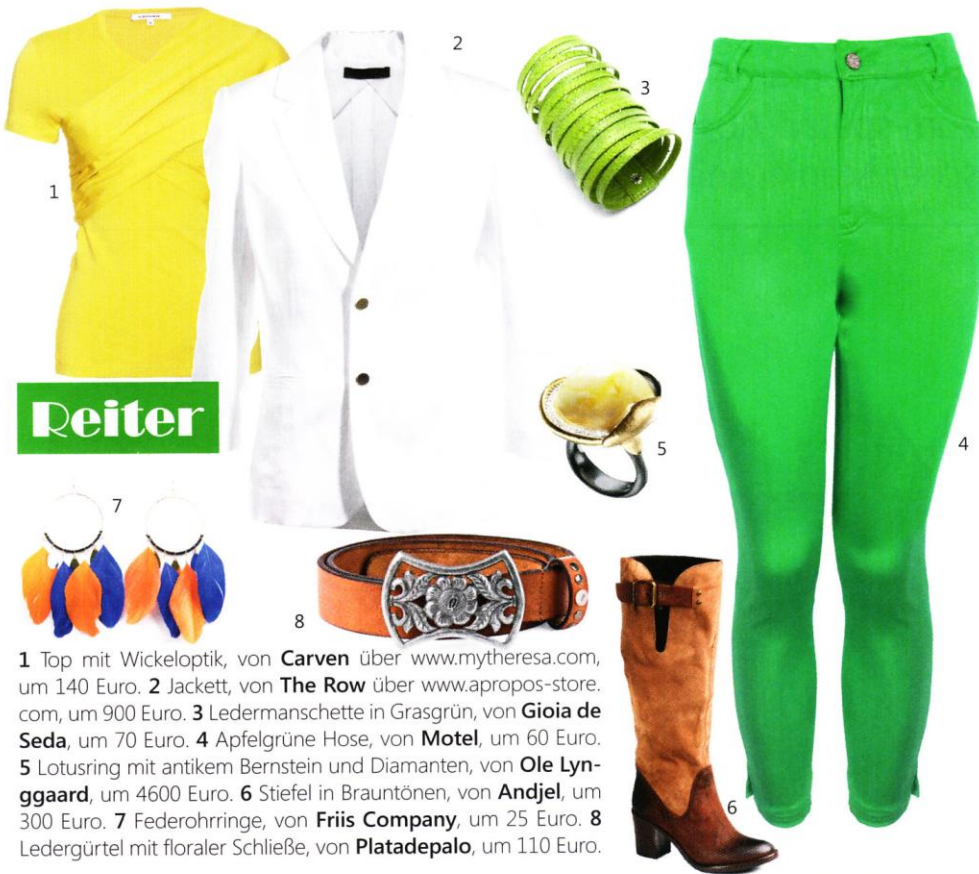 2
3
1
Reiter
5
4
7
8
6
1 Top mit Wickeloptik, von Carven über www.mytheresa.com,
um 140 Euro. 2 Jackett, von The Row über www.apropos-store.
com, um 900 Euro. 3 Ledermanschette in Grasgrün, von Gioia de
Seda, um 70 Euro. 4 Apfelgrüne Hose, von Motel, um 60 Euro.
5 Lotusring mit antikem Bernstein und Diamanten, von Ole Lyn-
ggaard, um 4600 Euro. 6 Stiefel in Brauntönen, von Andjel, um
300 Euro. 7 Federohrringe, von Friis Company, um 25 Euro. 8
Ledergürtel mit floraler Schließe, von Platadepalo, um 110 Euro.